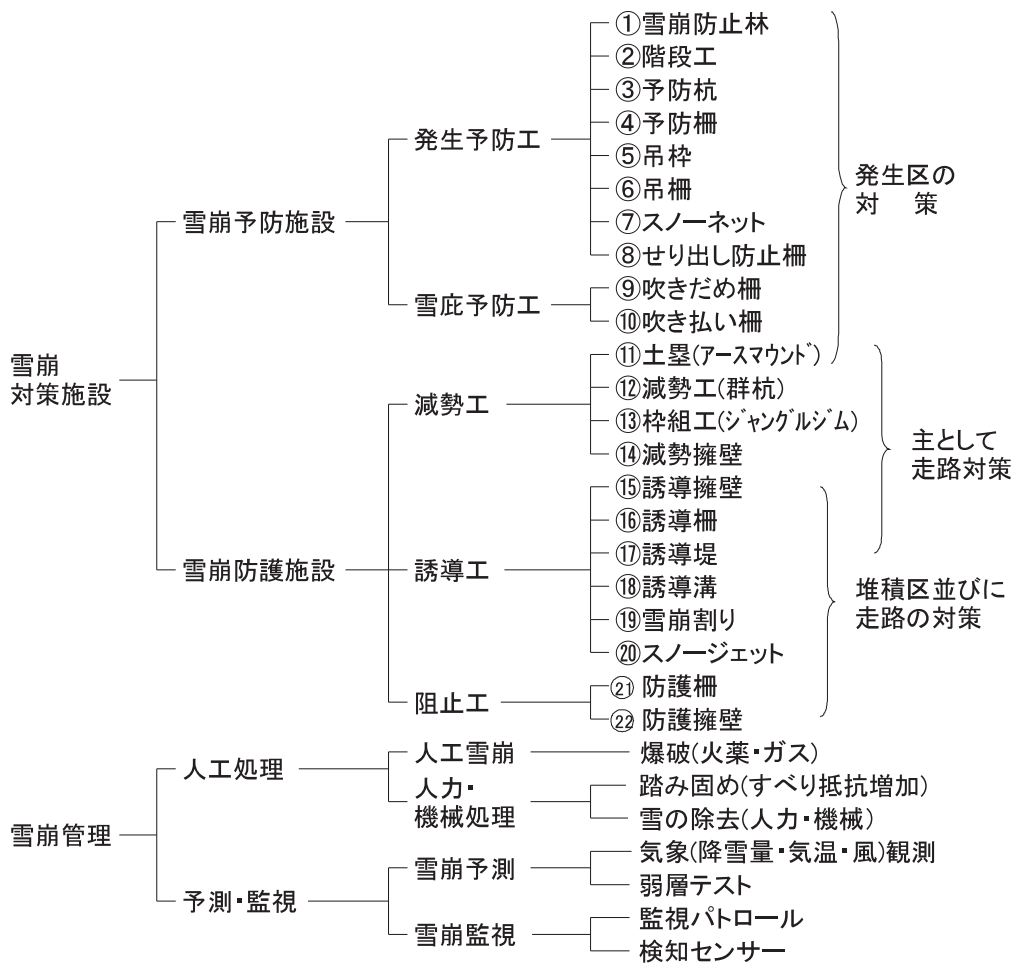 ①雪崩防止林
②階段工
③予防杭
発生予防工
④予防柵
⑤吊枠
⑥吊柵
発生区の
対　策
雪崩予防施設
⑦スノーネット
⑧せり出し防止柵
雪庇予防工
⑨吹きだめ柵
⑩吹き払い柵
雪崩
対策施設
⑪土塁(アースマウンド)
減勢工
⑫減勢工(群杭)
⑬枠組工(ジャングルジム)
⑭減勢擁壁
主として
走路対策
⑮誘導擁壁
⑯誘導柵
雪崩防護施設
誘導工
⑰誘導堤
⑱誘導溝
⑲雪崩割り
⑳スノージェット
堆積区並びに
走路の対策
阻止工
㉑防護柵
㉒防護擁壁
人工処理
人工雪崩
爆破(火薬・ガス)
人力・
機械処理
踏み固め(すべり抵抗増加)
雪の除去(人力・機械)
雪崩管理
雪崩予測
気象(降雪量・気温・風)観測
弱層テスト
予測・監視
雪崩監視
監視パトロール
検知センサー